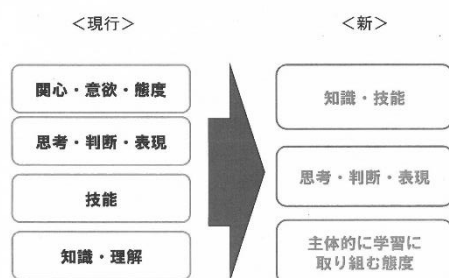 <現行>
関心・意欲・態度
思考・判断・表現
技能
知識・理解
<新>
知識・技能
思考・判断・表現
主体的に学習に
取り組む態度